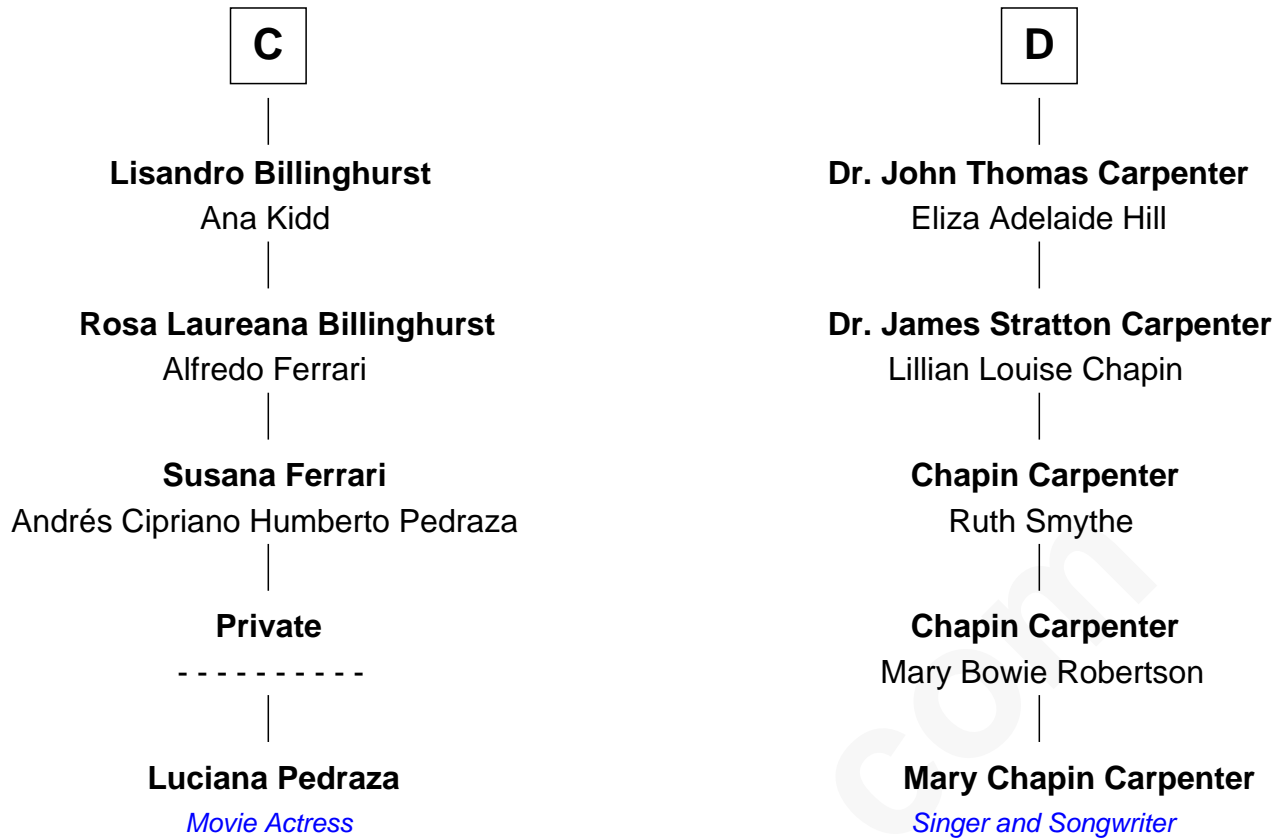 C
Lisandro Billinghurst
Ana Kidd
Rosa Laureana Billinghurst
Alfredo Ferrari
Susana Ferrari
Andrés Cipriano Humberto Pedraza
Private
- - - - - - - - - -
Luciana Pedraza
Movie Actress
D
Dr. John Thomas Carpenter
Eliza Adelaide Hill
Dr. James Stratton Carpenter
Lillian Louise Chapin
Chapin Carpenter
Ruth Smythe
Chapin Carpenter
Mary Bowie Robertson
Mary Chapin Carpenter
Singer and Songwriter
com